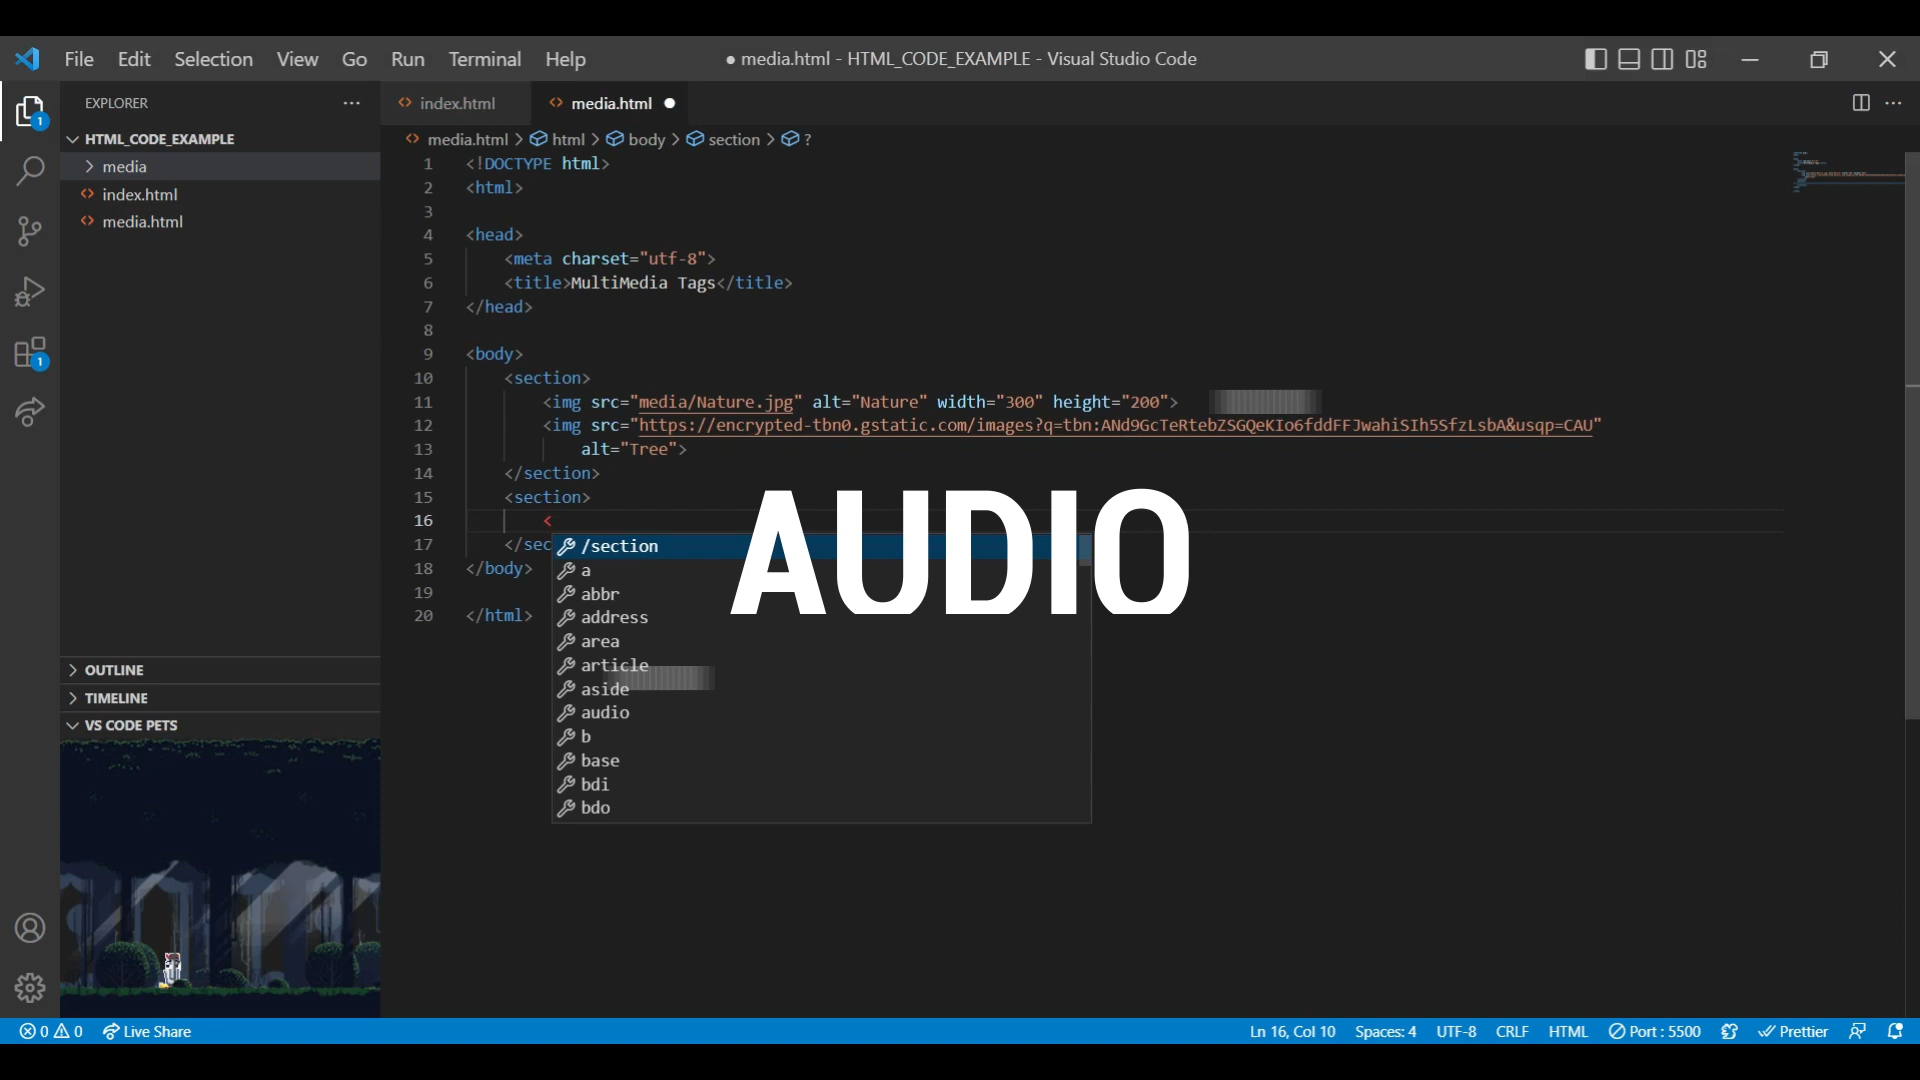 File Edit Selection View Go Run Terminal Help
● media.html - HTML_CODE_EXAMPLE - Visual Studio Code
EXPLORER
HTML_CODE_EXAMPLE
media
index.html
media.html
OUTLINE
TIMELINE
VS CODE PETS
1
1
index.html
media.html
media.html > html > body > section > ?
1 <!DOCTYPE html>
2 <html>
3
4 <head>
5 <meta charset="utf-8">
6 <title>MultiMedia Tags</title>
7 </head>
8
9 <body>
10 <section>
11 <img src="media/Nature.jpg" alt="Nature" width="300" height="200">
12 <img src="https://encrypted-tbn0.gstatic.com/images?q=tbn:ANd9GcTeRtebZSGQeKIo6fddFFJwahiSIh5SfzLsbA&usqp=CAU"
13 alt="Tree">
14 </section>
15 <section>
16 <
17 </sec
18 </body>
19
20 </html>
/section
a
abbr
address
area
article
aside
audio
b
base
bdi
bdo
AUDIO
0 0 Live Share
Ln 16, Col 10 Spaces: 4 UTF-8 CRLF HTML Port : 5500 Prettier